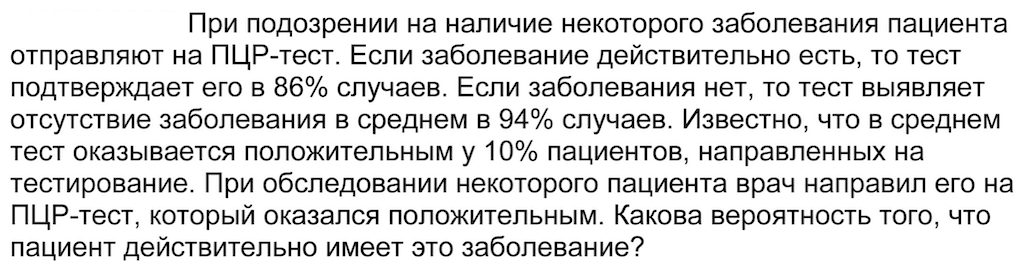 При подозрении на наличие некоторого заболевания пациента
отправляют на ПЦР-тест. Если заболевание действительно есть, то тест
подтверждает его в 86% случаев. Если заболевания нет, то тест выявляет
отсутствие заболевания в среднем в 94% случаев. Известно, что в среднем
тест оказывается положительным у 10% пациентов, направленных на
тестирование. При обследовании некоторого пациента врач направил его на
ПЦР-тест, который оказался положительным. Какова вероятность того, что
пациент действительно имеет это заболевание?